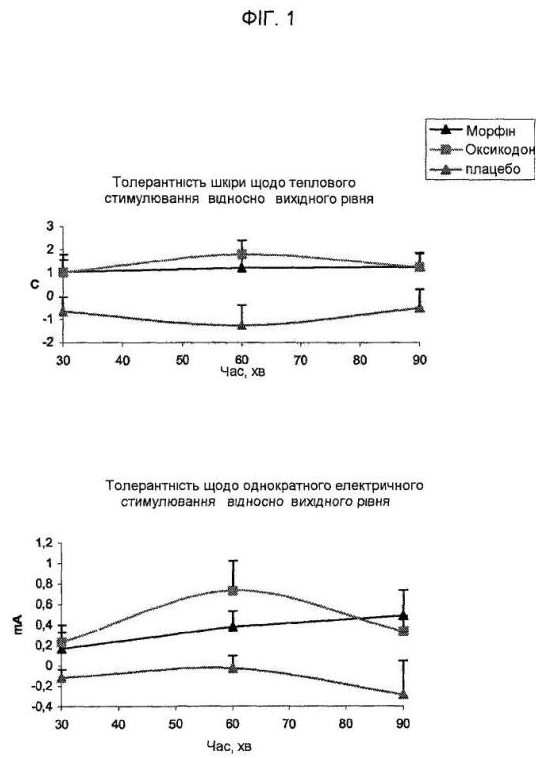 ФІГ. 1
Морфін
Оксикодон
плацебо
Толерантність шкіри щодо теплового
стимулювання відносно вихідного рівня
3
2
1
0
-1
-2
С
30 40 50 60 70 80 90
Час, хв
Толерантність щодо однократного електричного
стимулювання відносно вихідного рівня
1,2
1
0,8
0,6
0,4
0,2
0
-0,2
-0,4
mA
30 40 50 60 70 80 90
Час, хв